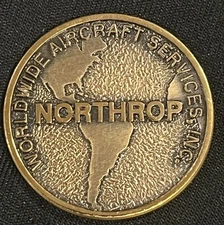 WORLDWIDE AIRCRAFT SERVICES, INC.
NORTHROP